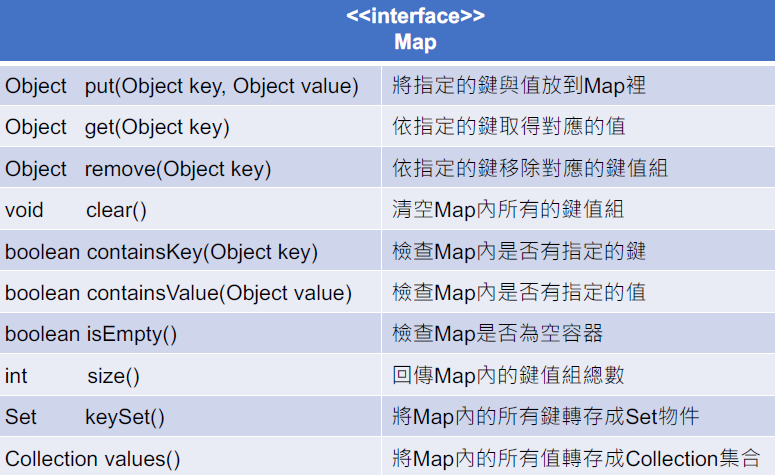 <<interface>>
Map
Object put(Object key, Object value) 將指定的鍵與值放到Map裡
Object get(Object key) 依指定的鍵取得對應的值
Object remove(Object key) 依指定的鍵移除對應的鍵值組
void clear() 清空Map內所有的鍵值組
boolean containsKey(Object key) 檢查Map內是否有指定的鍵
boolean containsValue(Object value) 檢查Map內是否有指定的值
boolean isEmpty() 檢查Map是否為空容器
int size() 回傳Map內的鍵值組總數
Set keySet() 將Map內的所有鍵轉存成Set物件
Collection values() 將Map內的所有值轉存成Collection集合